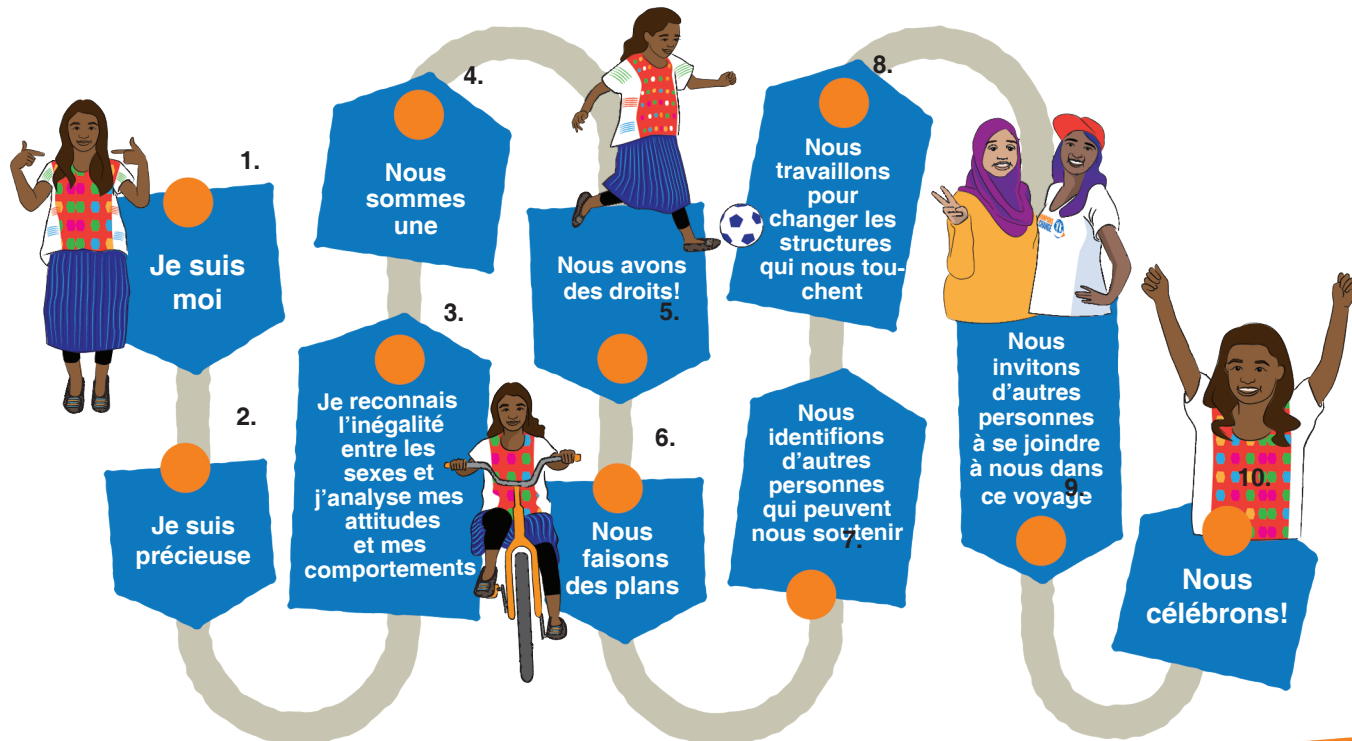 1.
Je suis
moi
2.
Je suis
précieuse
3.
Je reconnais
l'inégalité
entre les
sexes et
j'analyse mes
attitudes
et mes
comportements
4.
Nous
sommes
une
Nous avons
des droits!
5.
6.
Nous
faisons
des plans
Nous
identifions
d'autres
personnes
qui peuvent
nous soutenir
7.
8.
Nous
travaillons
pour
changer les
structures
qui nous tou-
chent
Nous
invitons
d'autres
personnes
à se joindre
à nous dans
ce voyage
9.
10.
Nous
célébrons!